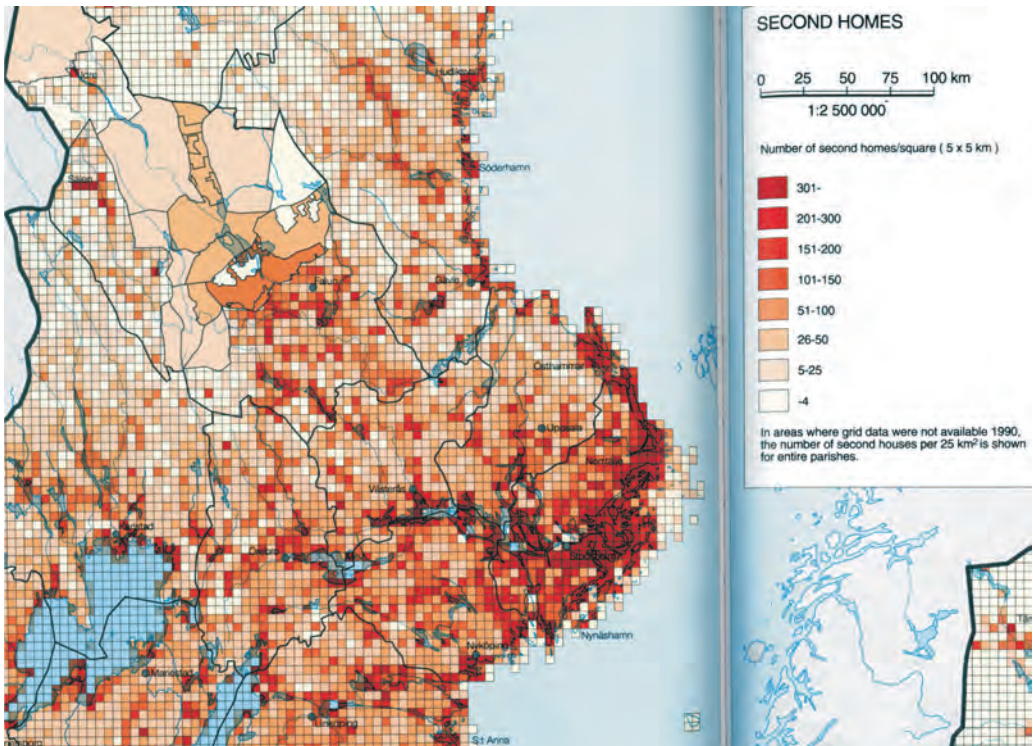 SECOND HOMES
0 25 50 75 100 km
1:2 500 000
Number of second homes/square ( 5 x 5 km )
301-
201-300
151-200
101-150
51-100
26-50
5-25
-4
In areas where grid data were not available 1990,
the number of second houses per 25 km² is shown
for entire parishes.
Söderhamn
Falun
Gävle
Östhammar
Uppsala
Norrtälje
Västerås
Karlstad
Örebro
Stockholm
Nynäshamn
Nyköping
Mariestad
Linköping
S:t Anna